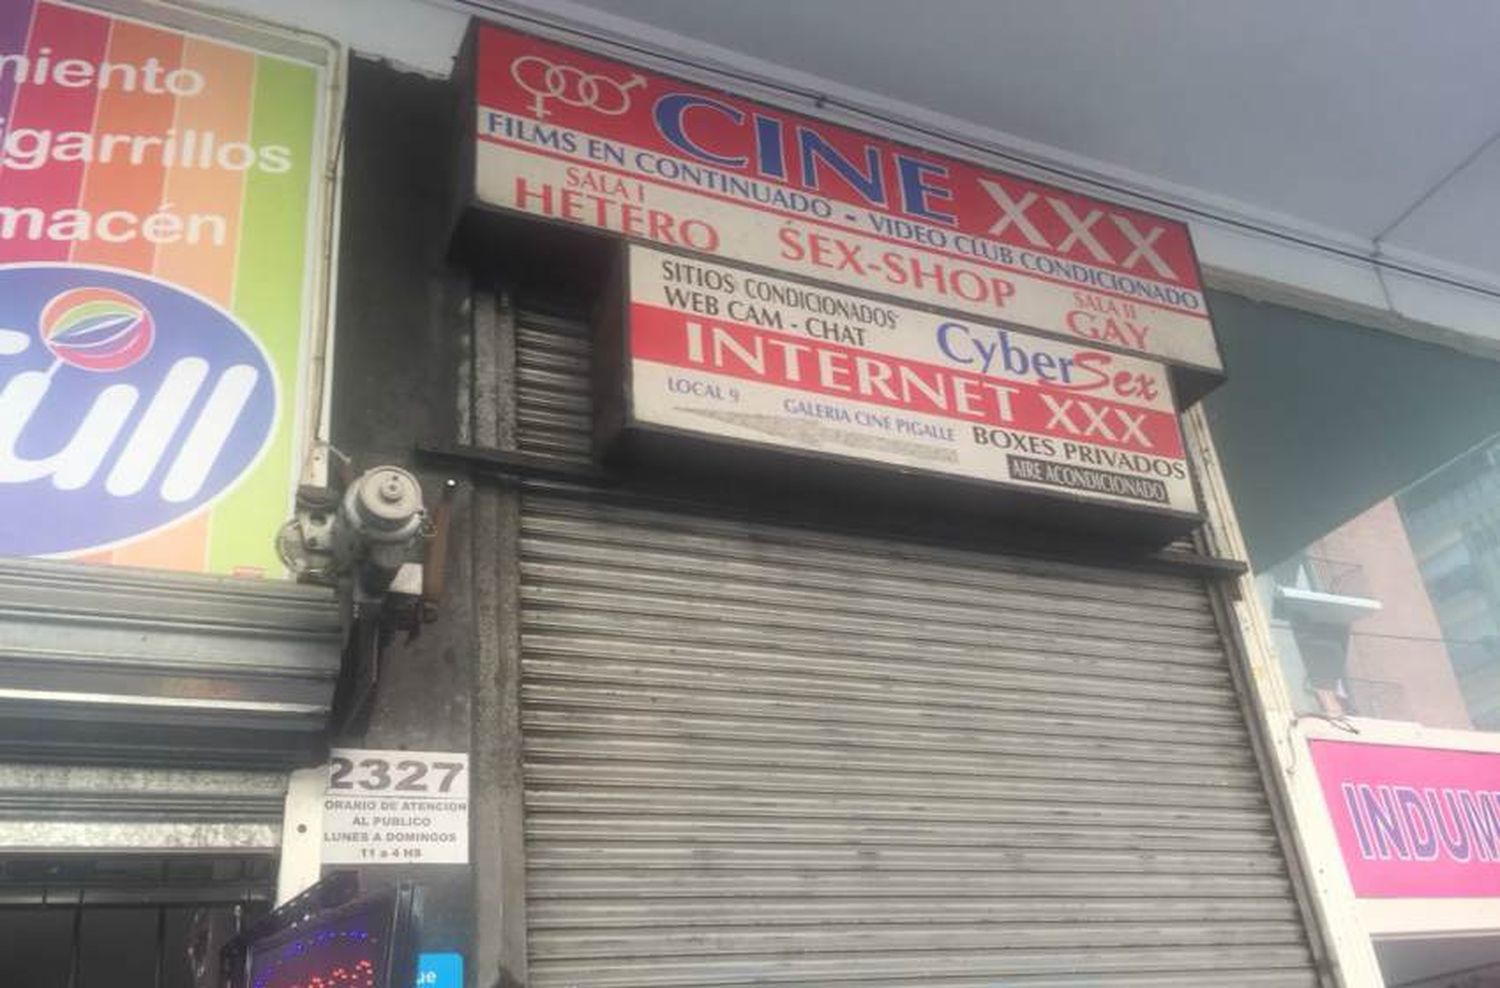 miento
igarrillos
macén
full
CINE XXX
FILMS EN CONTINUADO - VIDEO CLUB CONDICIONADO
SALA I
HETERO
SEX-SHOP
SALA II
GAY
SITIOS CONDICIONADOS
WEB CAM - CHAT
CyberSex
INTERNET XXX
LOCAL 9
GALERIA CINE PIGALLE
BOXES PRIVADOS
AIRE ACONDICIONADO
2327
ORARIO DE ATENCION
AL PUBLICO
LUNES A DOMINGOS
11 a 4 HS
ue
INDUM